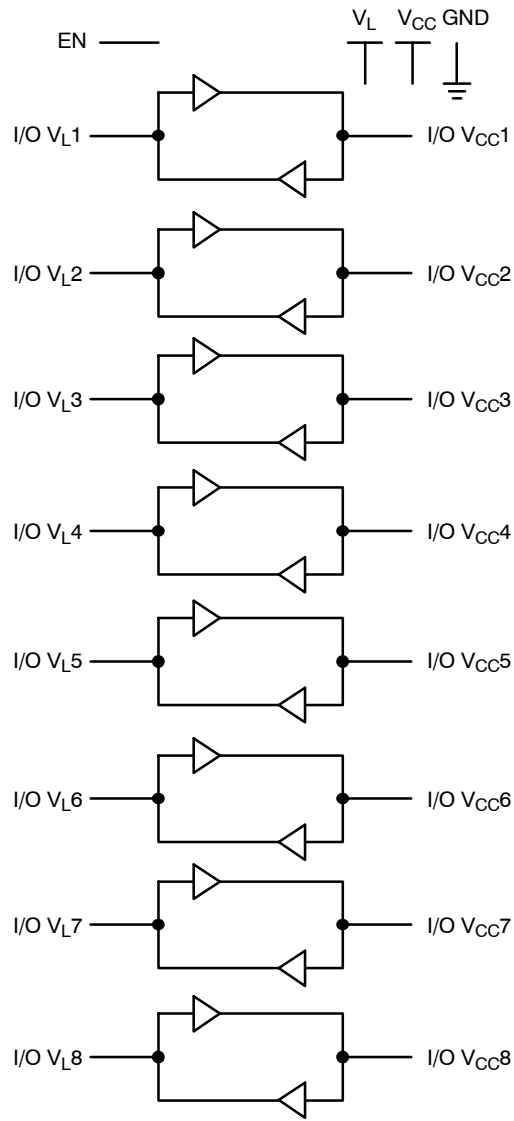 V_L V_CC GND
EN
I/O V_L1 I/O V_CC1
I/O V_L2 I/O V_CC2
I/O V_L3 I/O V_CC3
I/O V_L4 I/O V_CC4
I/O V_L5 I/O V_CC5
I/O V_L6 I/O V_CC6
I/O V_L7 I/O V_CC7
I/O V_L8 I/O V_CC8